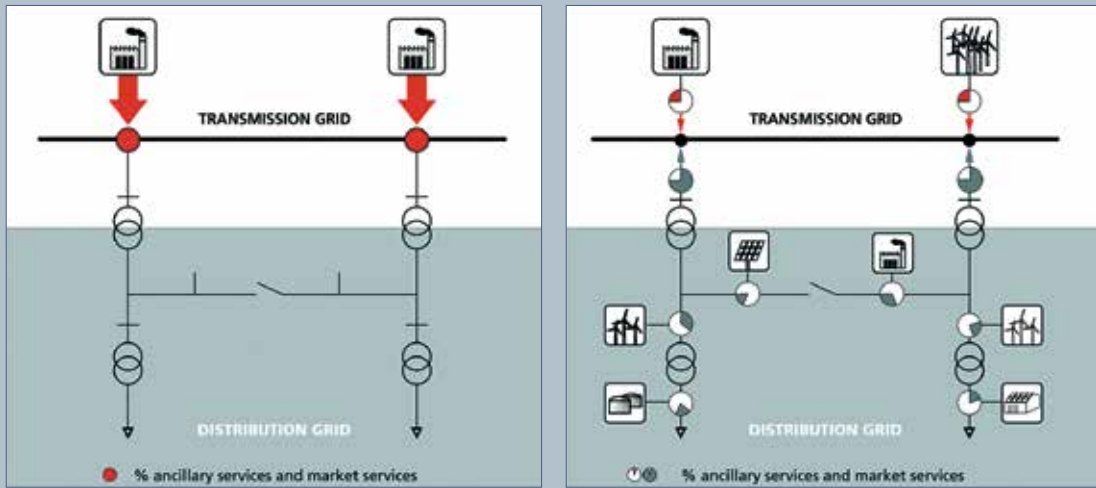 TRANSMISSION GRID
DISTRIBUTION GRID
% ancillary services and market services
TRANSMISSION GRID
DISTRIBUTION GRID
% ancillary services and market services